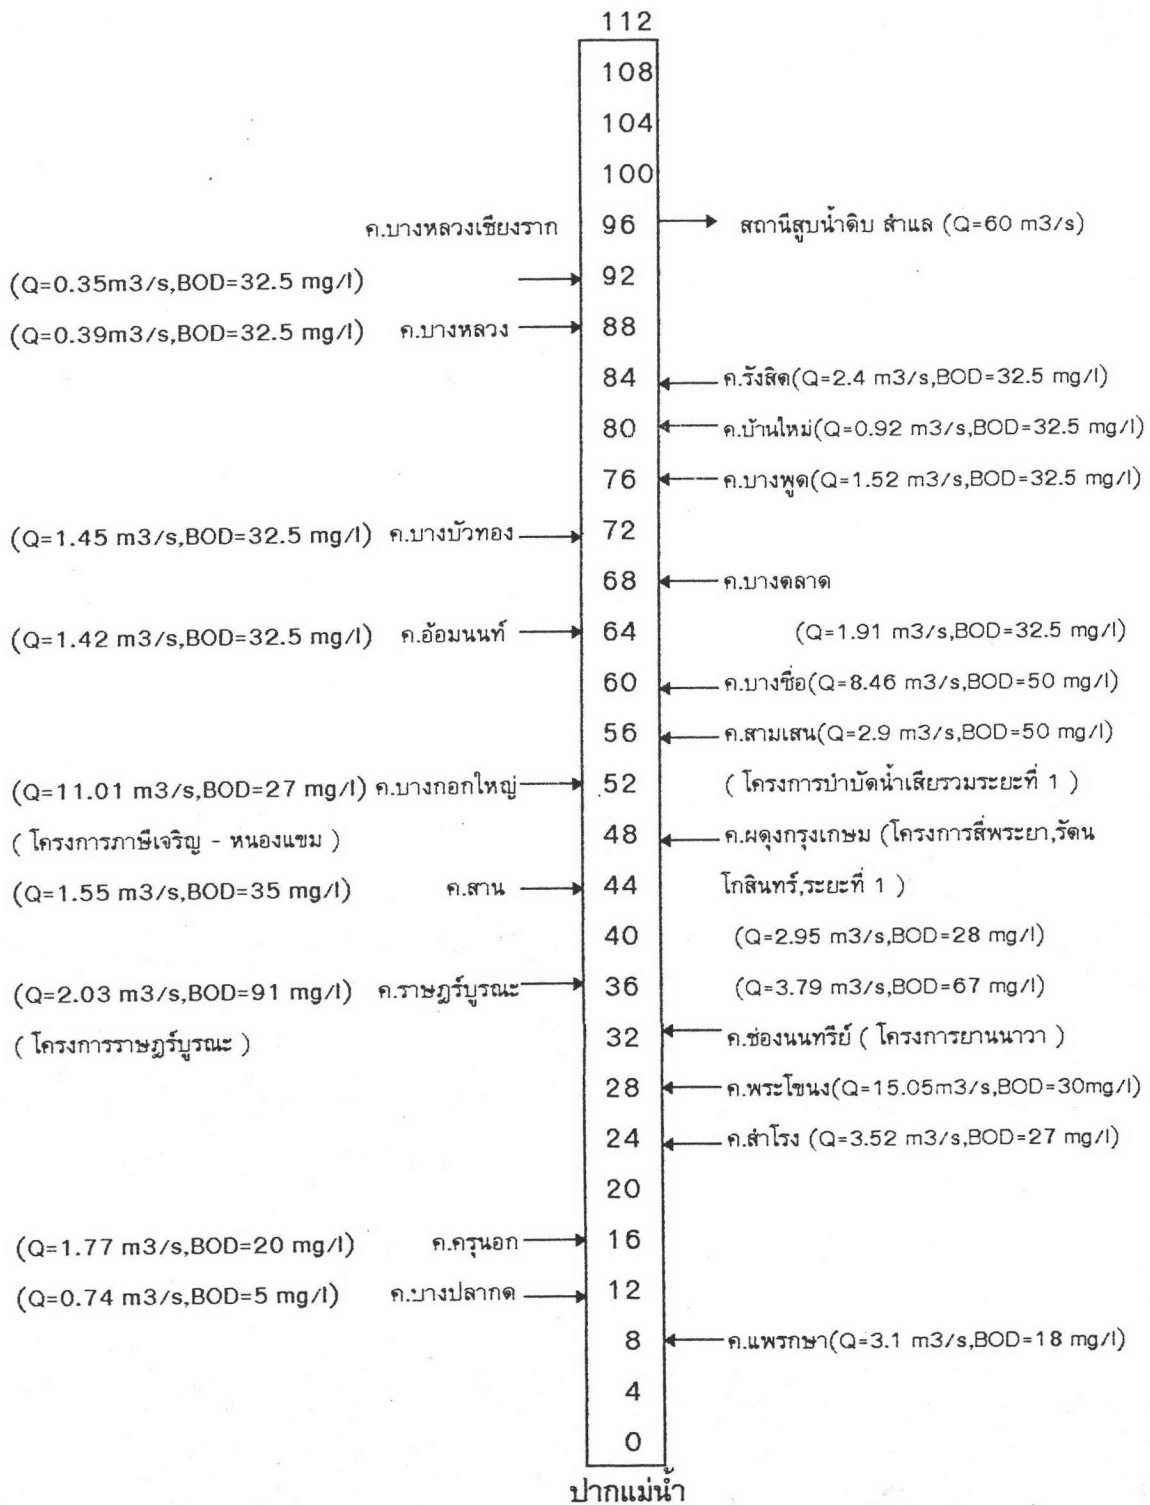 112
108
104
100
ค.บางหลวงเชียงราก 96 สถานีสูบน้ำดิบ สำแล (Q=60 m3/s)
(Q=0.35m3/s,BOD=32.5 mg/l) 92
(Q=0.39m3/s,BOD=32.5 mg/l) ค.บางหลวง 88
84 ค.รังสิต(Q=2.4 m3/s,BOD=32.5 mg/l)
80 ค.บ้านใหม่(Q=0.92 m3/s,BOD=32.5 mg/l)
76 ค.บางพูด(Q=1.52 m3/s,BOD=32.5 mg/l)
(Q=1.45 m3/s,BOD=32.5 mg/l) ค.บางบัวทอง 72
68 ค.บางตลาด
(Q=1.42 m3/s,BOD=32.5 mg/l) ค.อ้อมนนท์ 64 (Q=1.91 m3/s,BOD=32.5 mg/l)
60 ค.บางซื่อ(Q=8.46 m3/s,BOD=50 mg/l)
56 ค.สามเสน(Q=2.9 m3/s,BOD=50 mg/l)
(Q=11.01 m3/s,BOD=27 mg/l) ค.บางกอกใหญ่ 52 ( โครงการบำบัดน้ำเสียรวมระยะที่ 1 )
( โครงการภาษีเจริญ - หนองแขม ) 48 ค.ผดุงกรุงเกษม (โครงการสี่พระยา,รัตน
(Q=1.55 m3/s,BOD=35 mg/l) ค.สาน 44 โกสินทร์,ระยะที่ 1 )
40 (Q=2.95 m3/s,BOD=28 mg/l)
(Q=2.03 m3/s,BOD=91 mg/l) ค.ราษฎร์บูรณะ 36 (Q=3.79 m3/s,BOD=67 mg/l)
( โครงการราษฎร์บูรณะ ) 32 ค.ช่องนนทรีย์ ( โครงการยานนาวา )
28 ค.พระโขนง(Q=15.05m3/s,BOD=30mg/l)
24 ค.สำโรง (Q=3.52 m3/s,BOD=27 mg/l)
20
(Q=1.77 m3/s,BOD=20 mg/l) ค.ครุนอก 16
(Q=0.74 m3/s,BOD=5 mg/l) ค.บางปลากด 12
8 ค.แพรกษา(Q=3.1 m3/s,BOD=18 mg/l)
4
0
ปากแม่น้ำ